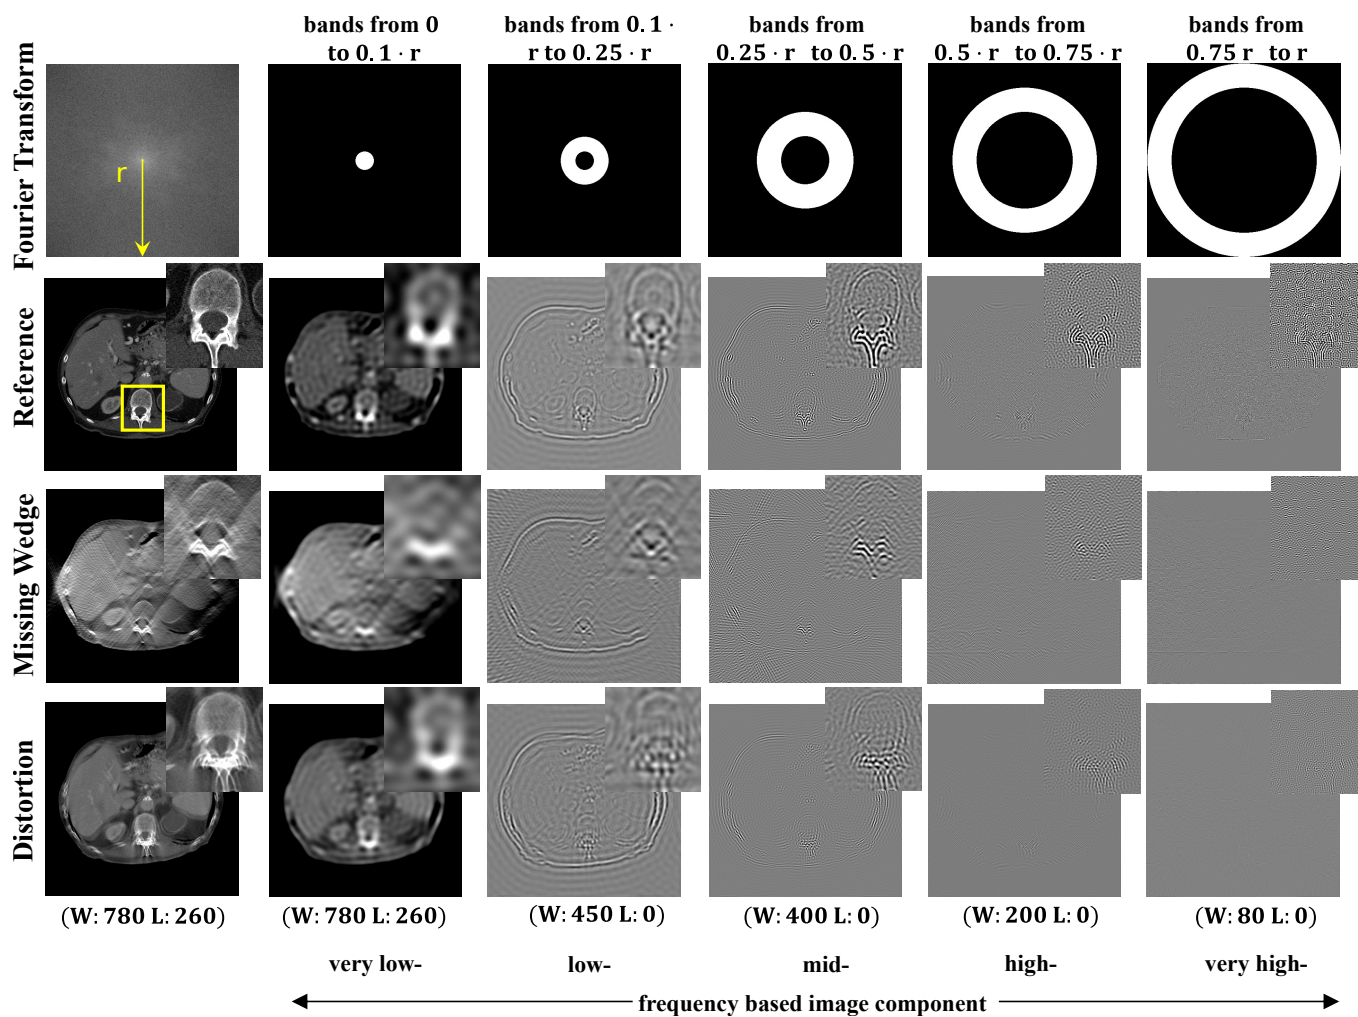 bands from 0
to 0.1 · r
bands from 0.1 ·
r to 0.25 · r
bands from
0.25 · r to 0.5 · r
bands from
0.5 · r to 0.75 · r
bands from
0.75 r to r
Fourier Transform
r
Reference
Missing Wedge
Distortion
(W: 780 L: 260)
(W: 780 L: 260)
(W: 450 L: 0)
(W: 400 L: 0)
(W: 200 L: 0)
(W: 80 L: 0)
very low-
low-
mid-
high-
very high-
frequency based image component